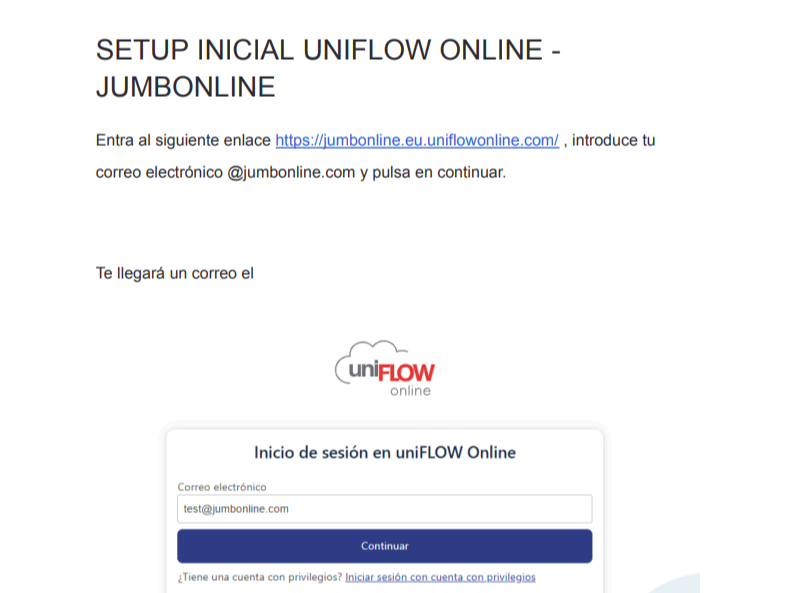 SETUP INICIAL UNIFLOW ONLINE -
JUMBONLINE
Entra al siguiente enlace https://jumbonline.eu.uniflowonline.com/ , introduce tu
correo electrónico @jumbonline.com y pulsa en continuar.
Te llegará un correo el
uniFLOW
online
Inicio de sesión en uniFLOW Online
Correo electrónico
test@jumbonline.com
Continuar
¿Tiene una cuenta con privilegios? Iniciar sesión con cuenta con privilegios